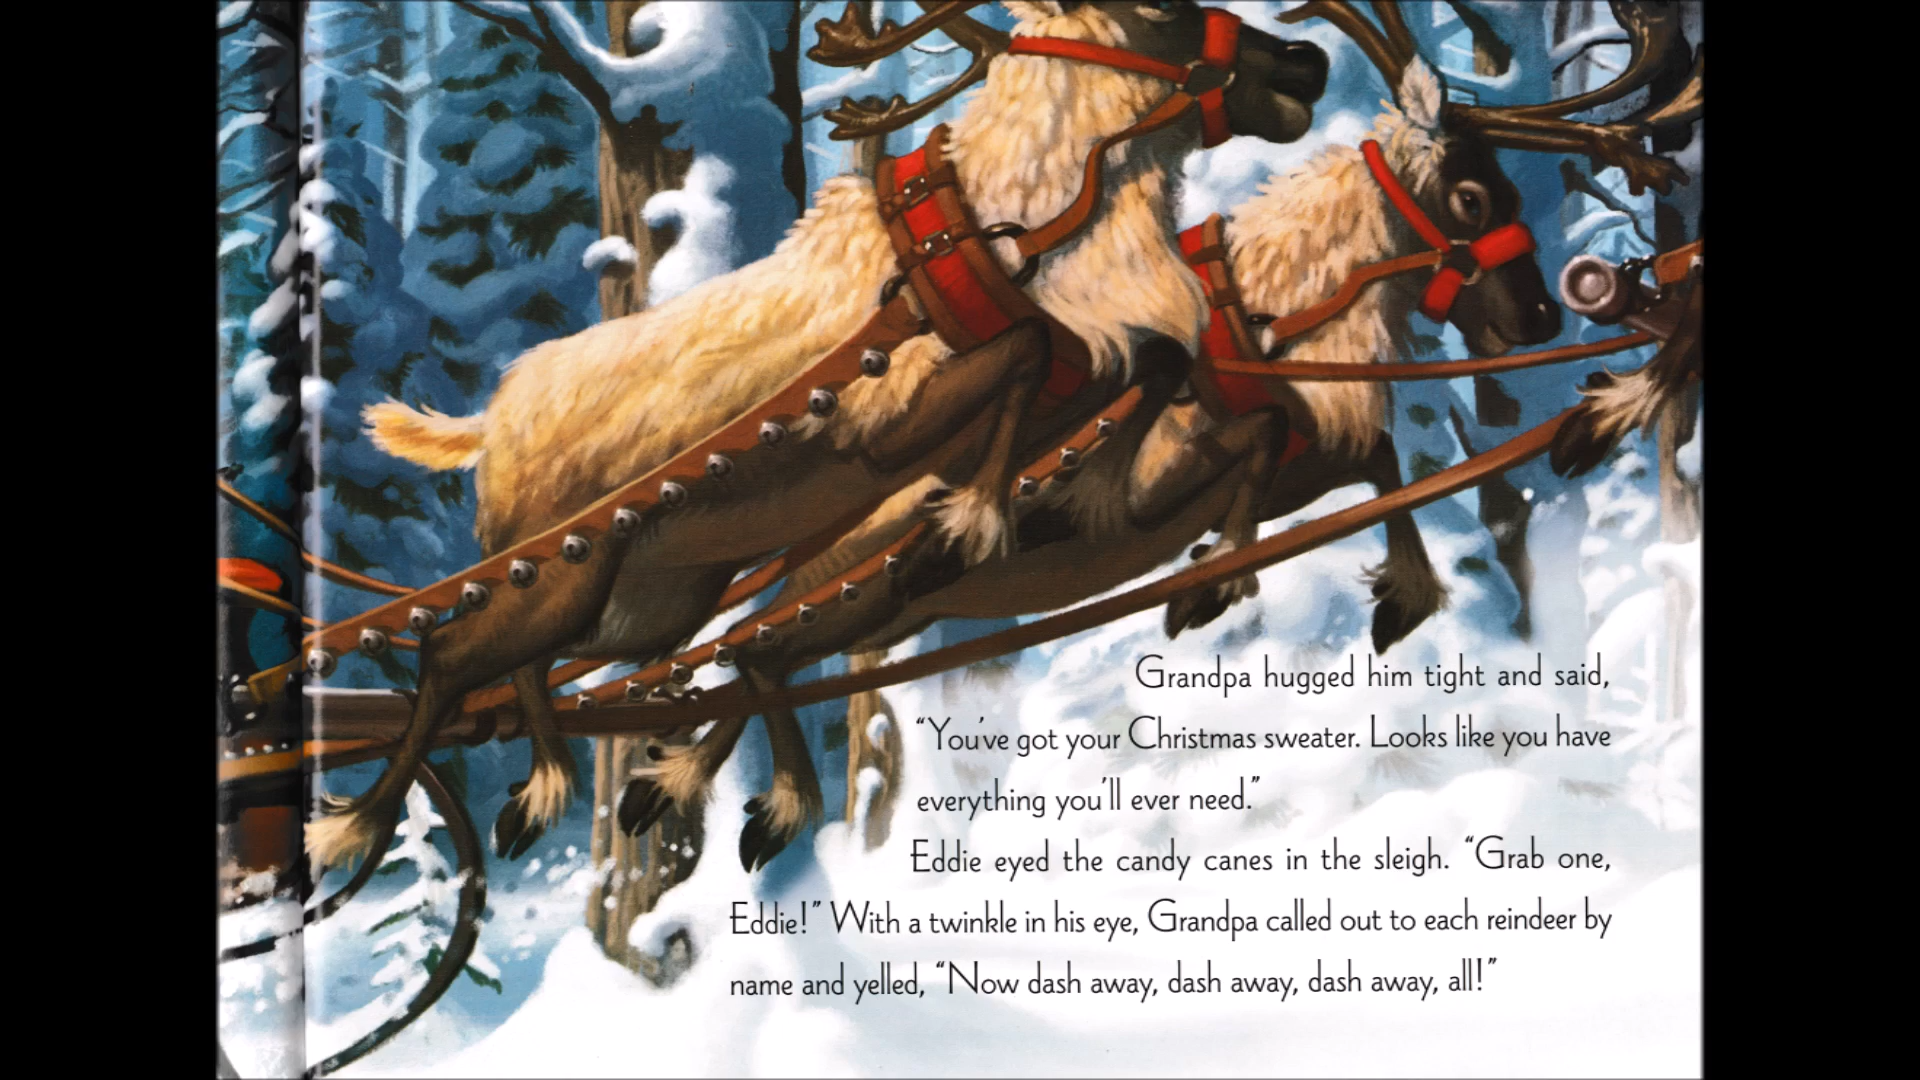 Grandpa hugged him tight and said,
“You’ve got your Christmas sweater. Looks like you have
everything you’ll ever need.”
Eddie eyed the candy canes in the sleigh. “Grab one,
Eddie!” With a twinkle in his eye, Grandpa called out to each reindeer by
name and yelled, “Now dash away, dash away, dash away, all!”